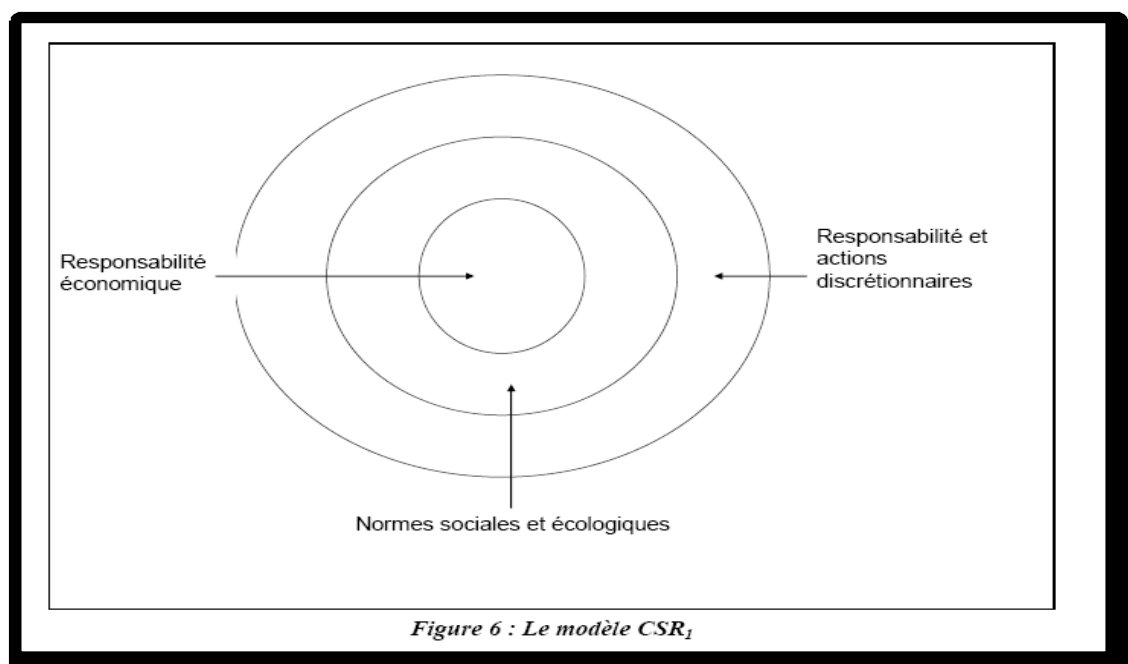 Responsabilité
économique
Responsabilité et
actions
discrétionnaires
Normes sociales et écologiques
Figure 6 : Le modèle CSR₁